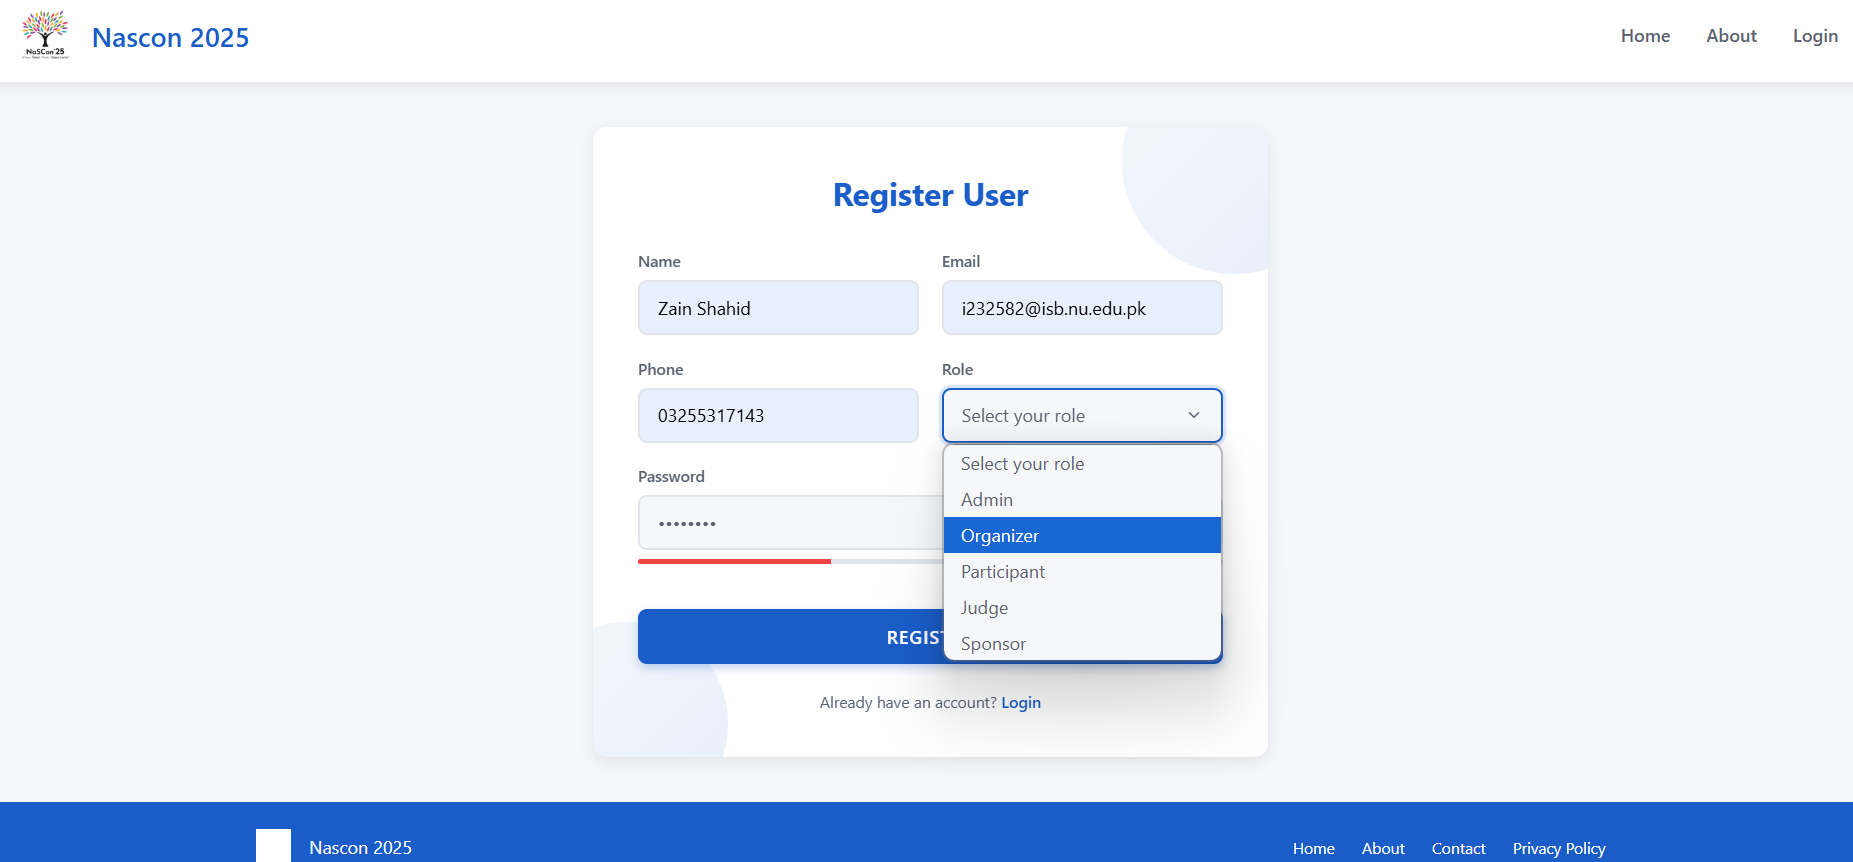 NaSCon'25
Nascon 2025
Home About Login
Register User
Name Email
Zain Shahid i232582@isb.nu.edu.pk
Phone Role
03255317143 Select your role
Select your role
Password
Admin
••••••••
Organizer
Participant
Judge
REGIST
Sponsor
Already have an account? Login
Nascon 2025 Home About Contact Privacy Policy